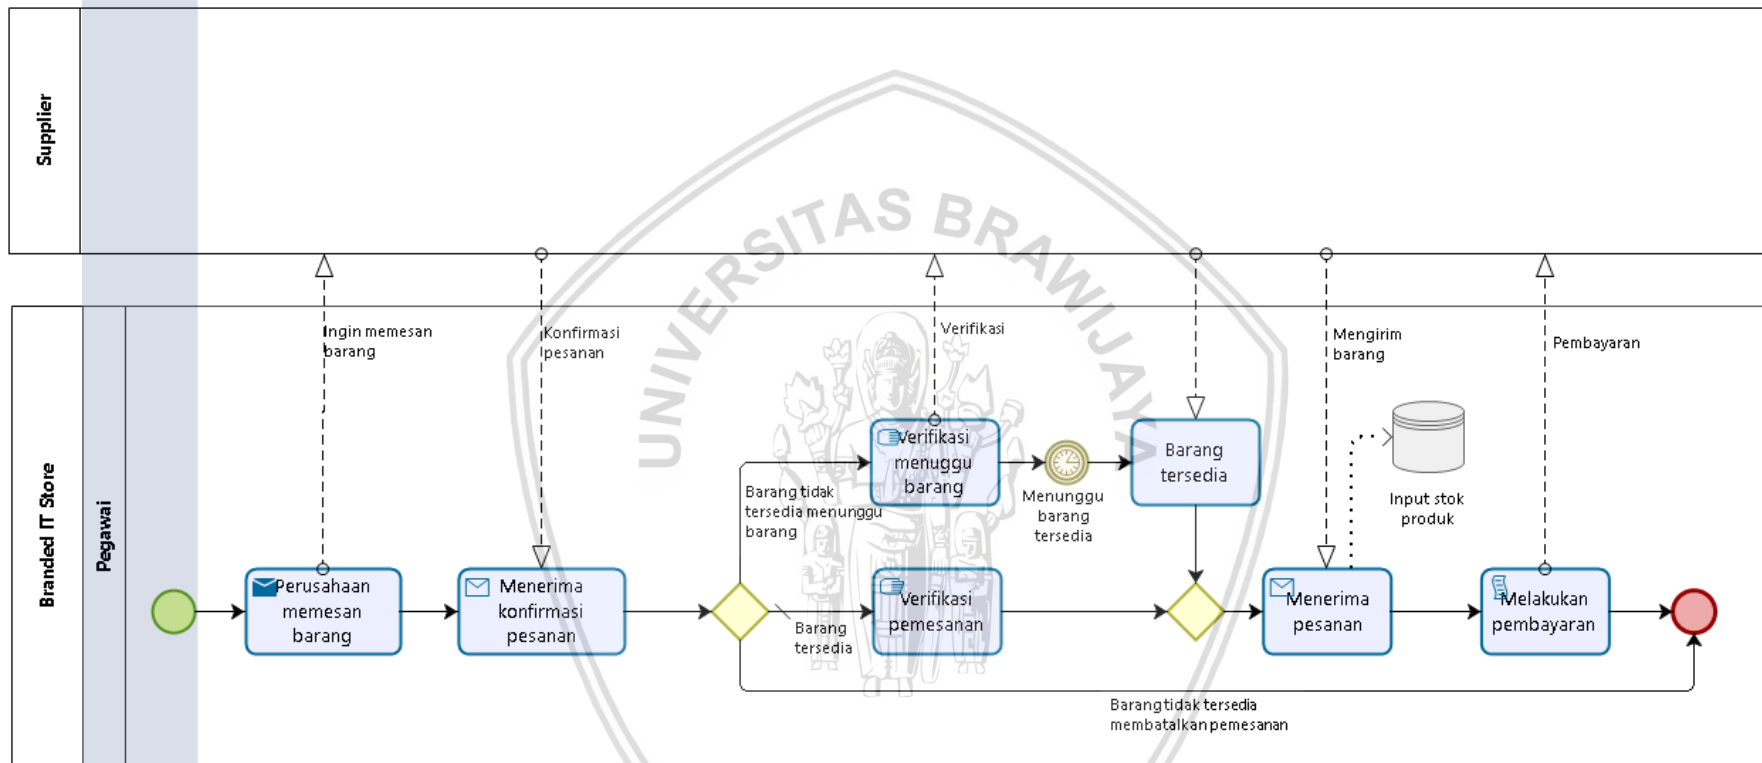 Supplier
UNIVERSITAS BRAWIJAYA
Branded IT Store
Pegawai
Ingin memesan
barang
Konfirmasi
pesanan
Verifikasi
Mengirim
barang
Pembayaran
Verifikasi
menuggu
barang
Menunggu
barang
tersedia
Barang
tersedia
Input stok
produk
Barang tidak
tersedia menunggu
barang
Perusahaan
memesan
barang
Menerima
konfirmasi
pesanan
Barang
tersedia
Verifikasi
pemesanan
Menerima
pesanan
Melakukan
pembayaran
Barang tidak tersedia
membatalkan pemesanan